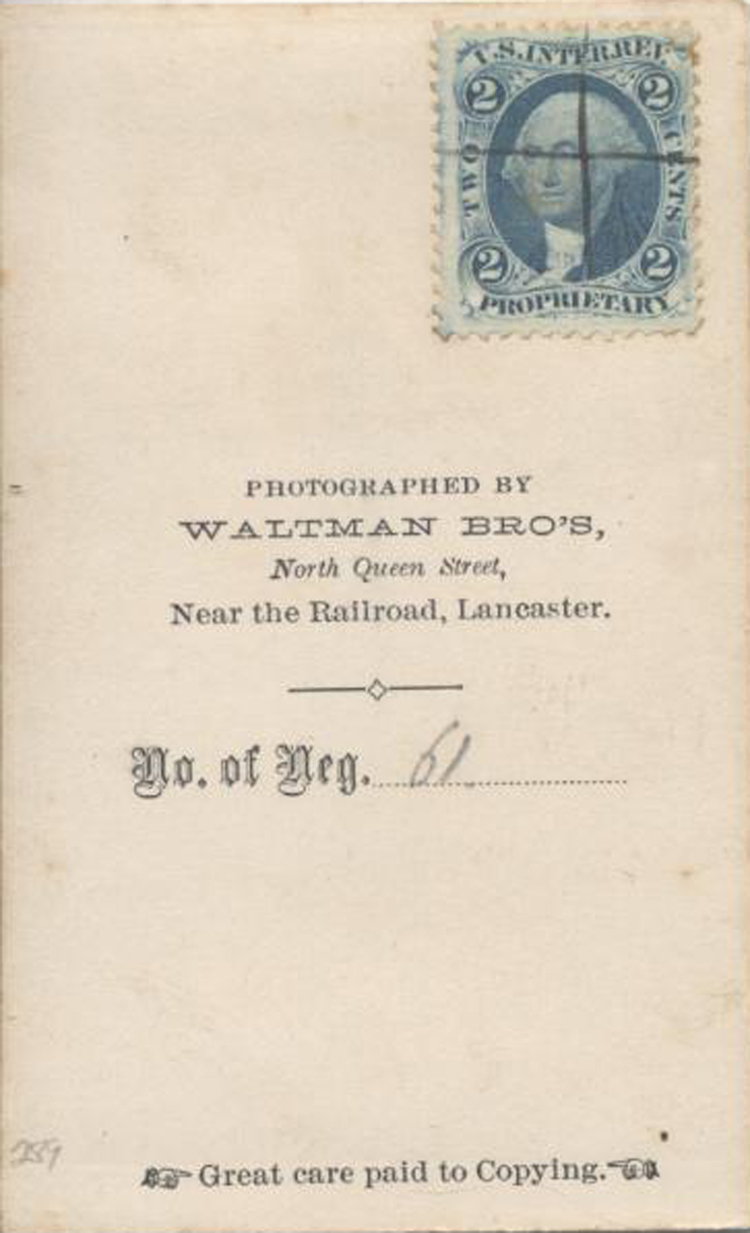 U.S. INTER. REV.
2 2
TWO CENTS
2 2
PROPRIETARY
PHOTOGRAPHED BY
WALTMAN BRO'S,
North Queen Street,
Near the Railroad, Lancaster.
No. of Neg. 61
289
Great care paid to Copying.